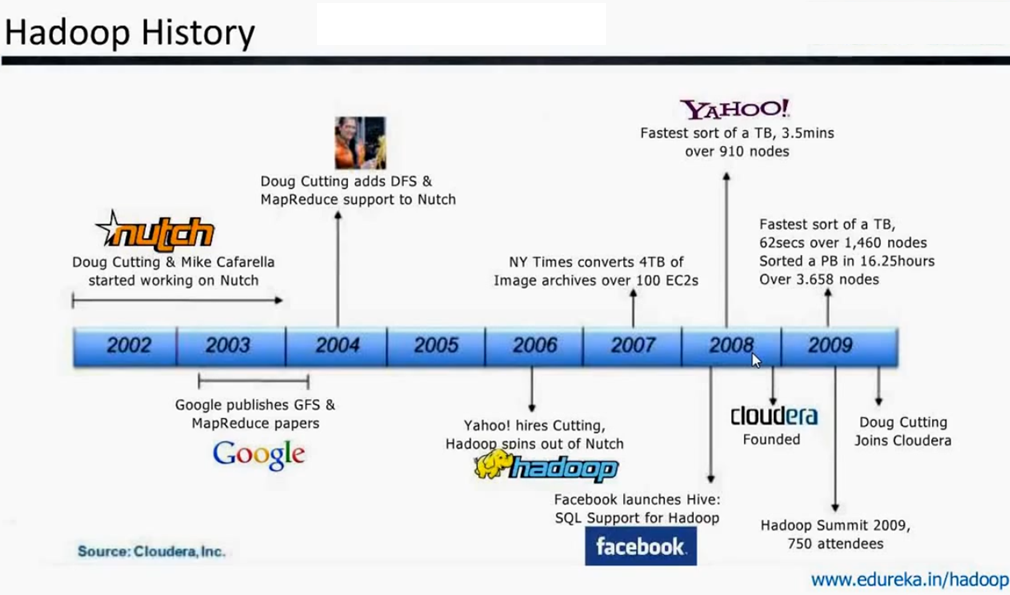 Hadoop History
YAHOO!
Fastest sort of a TB, 3.5mins
over 910 nodes
Doug Cutting adds DFS &
MapReduce support to Nutch
nutch
Doug Cutting & Mike Cafarella
started working on Nutch
NY Times converts 4TB of
Image archives over 100 EC2s
Fastest sort of a TB,
62secs over 1,460 nodes
Sorted a PB in 16.25hours
Over 3.658 nodes
2002 2003 2004 2005 2006 2007 2008 2009
Google publishes GFS &
MapReduce papers
Google
Yahoo! hires Cutting,
Hadoop spins out of Nutch
hadoop
Facebook launches Hive:
SQL Support for Hadoop
facebook
cloudera
Founded
Doug Cutting
Joins Cloudera
Hadoop Summit 2009,
750 attendees
Source: Cloudera, Inc.
www.edureka.in/hadoop